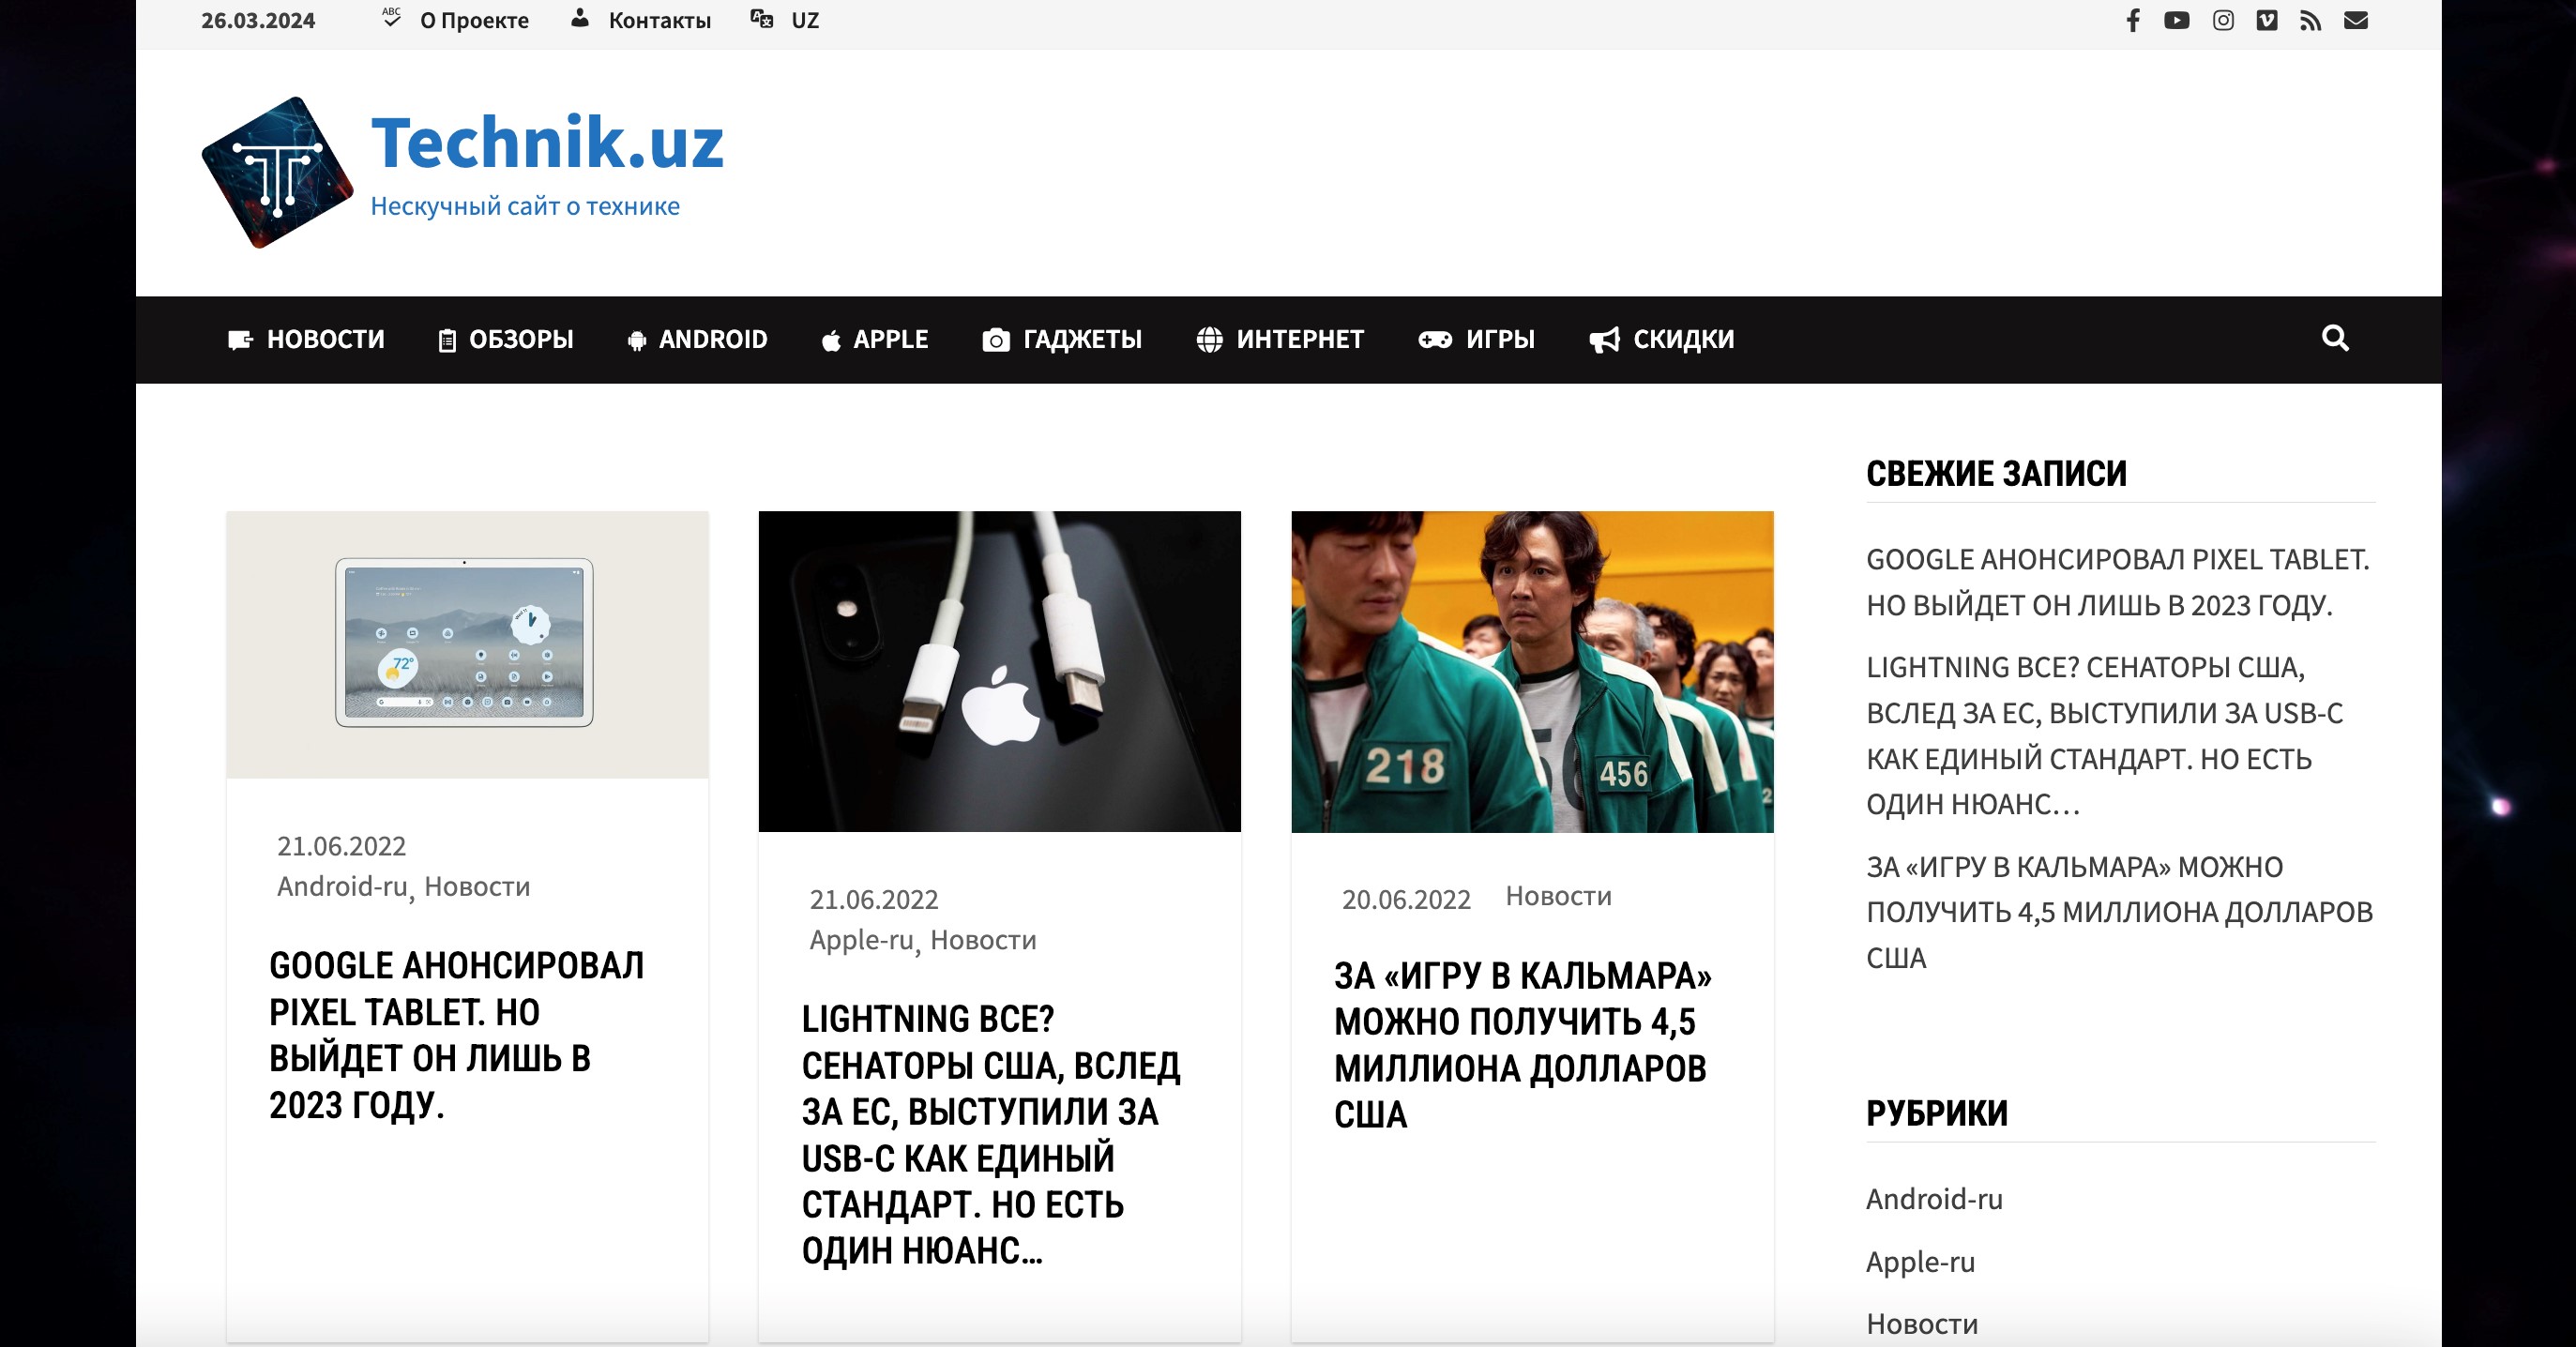 26.03.2024 ABC О Проекте Контакты UZ
Technik.uz
Нескучный сайт о технике
НОВОСТИ ОБЗОРЫ ANDROID APPLE ГАДЖЕТЫ ИНТЕРНЕТ ИГРЫ СКИДКИ
72°
21.06.2022
Android-ru, Новости
GOOGLE АНОНСИРОВАЛ
PIXEL TABLET. НО
ВЫЙДЕТ ОН ЛИШЬ В
2023 ГОДУ.
21.06.2022
Apple-ru, Новости
LIGHTNING ВСЕ?
СЕНАТОРЫ США, ВСЛЕД
ЗА ЕС, ВЫСТУПИЛИ ЗА
USB-C КАК ЕДИНЫЙ
СТАНДАРТ. НО ЕСТЬ
ОДИН НЮАНС...
218
456
20.06.2022 Новости
ЗА «ИГРУ В КАЛЬМАРА»
МОЖНО ПОЛУЧИТЬ 4,5
МИЛЛИОНА ДОЛЛАРОВ
США
СВЕЖИЕ ЗАПИСИ
GOOGLE АНОНСИРОВАЛ PIXEL TABLET.
НО ВЫЙДЕТ ОН ЛИШЬ В 2023 ГОДУ.
LIGHTNING ВСЕ? СЕНАТОРЫ США,
ВСЛЕД ЗА ЕС, ВЫСТУПИЛИ ЗА USB-C
КАК ЕДИНЫЙ СТАНДАРТ. НО ЕСТЬ
ОДИН НЮАНС…
ЗА «ИГРУ В КАЛЬМАРА» МОЖНО
ПОЛУЧИТЬ 4,5 МИЛЛИОНА ДОЛЛАРОВ
США
РУБРИКИ
Android-ru
Apple-ru
Новости